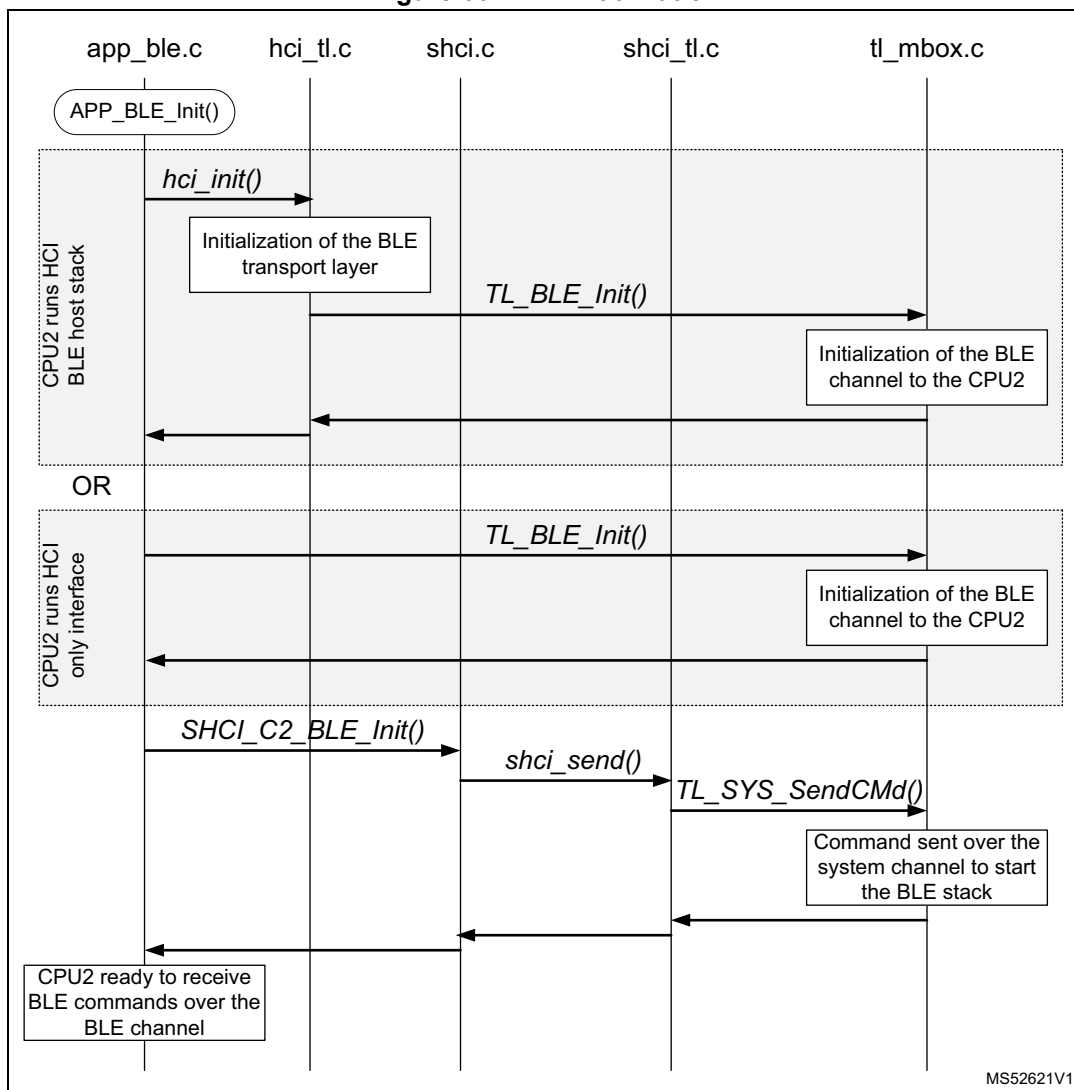 app_ble.c
hci_tl.c
shci.c
shci_tl.c
tl_mbox.c
APP_BLE_Init()
CPU2 runs HCI
BLE host stack
hci_init()
Initialization of the BLE
transport layer
TL_BLE_Init()
Initialization of the BLE
channel to the CPU2
OR
CPU2 runs HCI
only interface
TL_BLE_Init()
Initialization of the BLE
channel to the CPU2
SHCI_C2_BLE_Init()
shci_send()
TL_SYS_SendCMd()
Command sent over the
system channel to start
the BLE stack
CPU2 ready to receive
BLE commands over the
BLE channel
MS52621V1